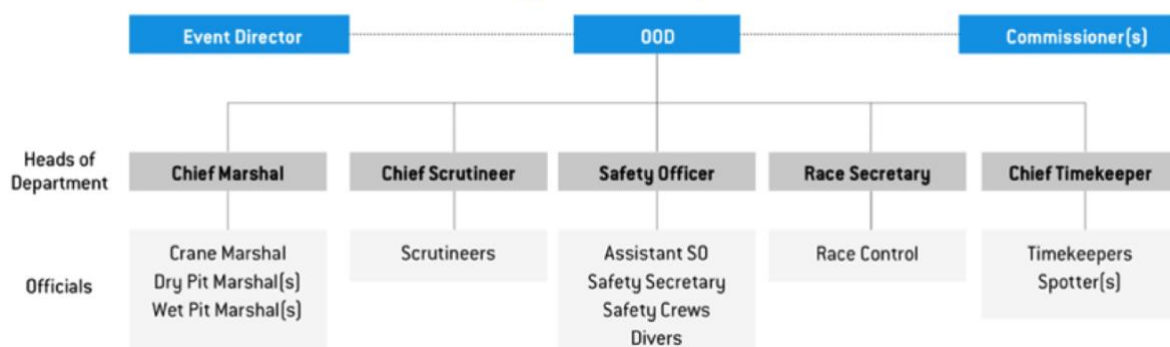 Event Director
OOD
Commissioner(s)
Heads of
Department
Chief Marshal
Chief Scrutineer
Safety Officer
Race Secretary
Chief Timekeeper
Officials
Crane Marshal
Dry Pit Marshal(s)
Wet Pit Marshal(s)
Scrutineers
Assistant SO
Safety Secretary
Safety Crews
Divers
Race Control
Timekeepers
Spotter(s)